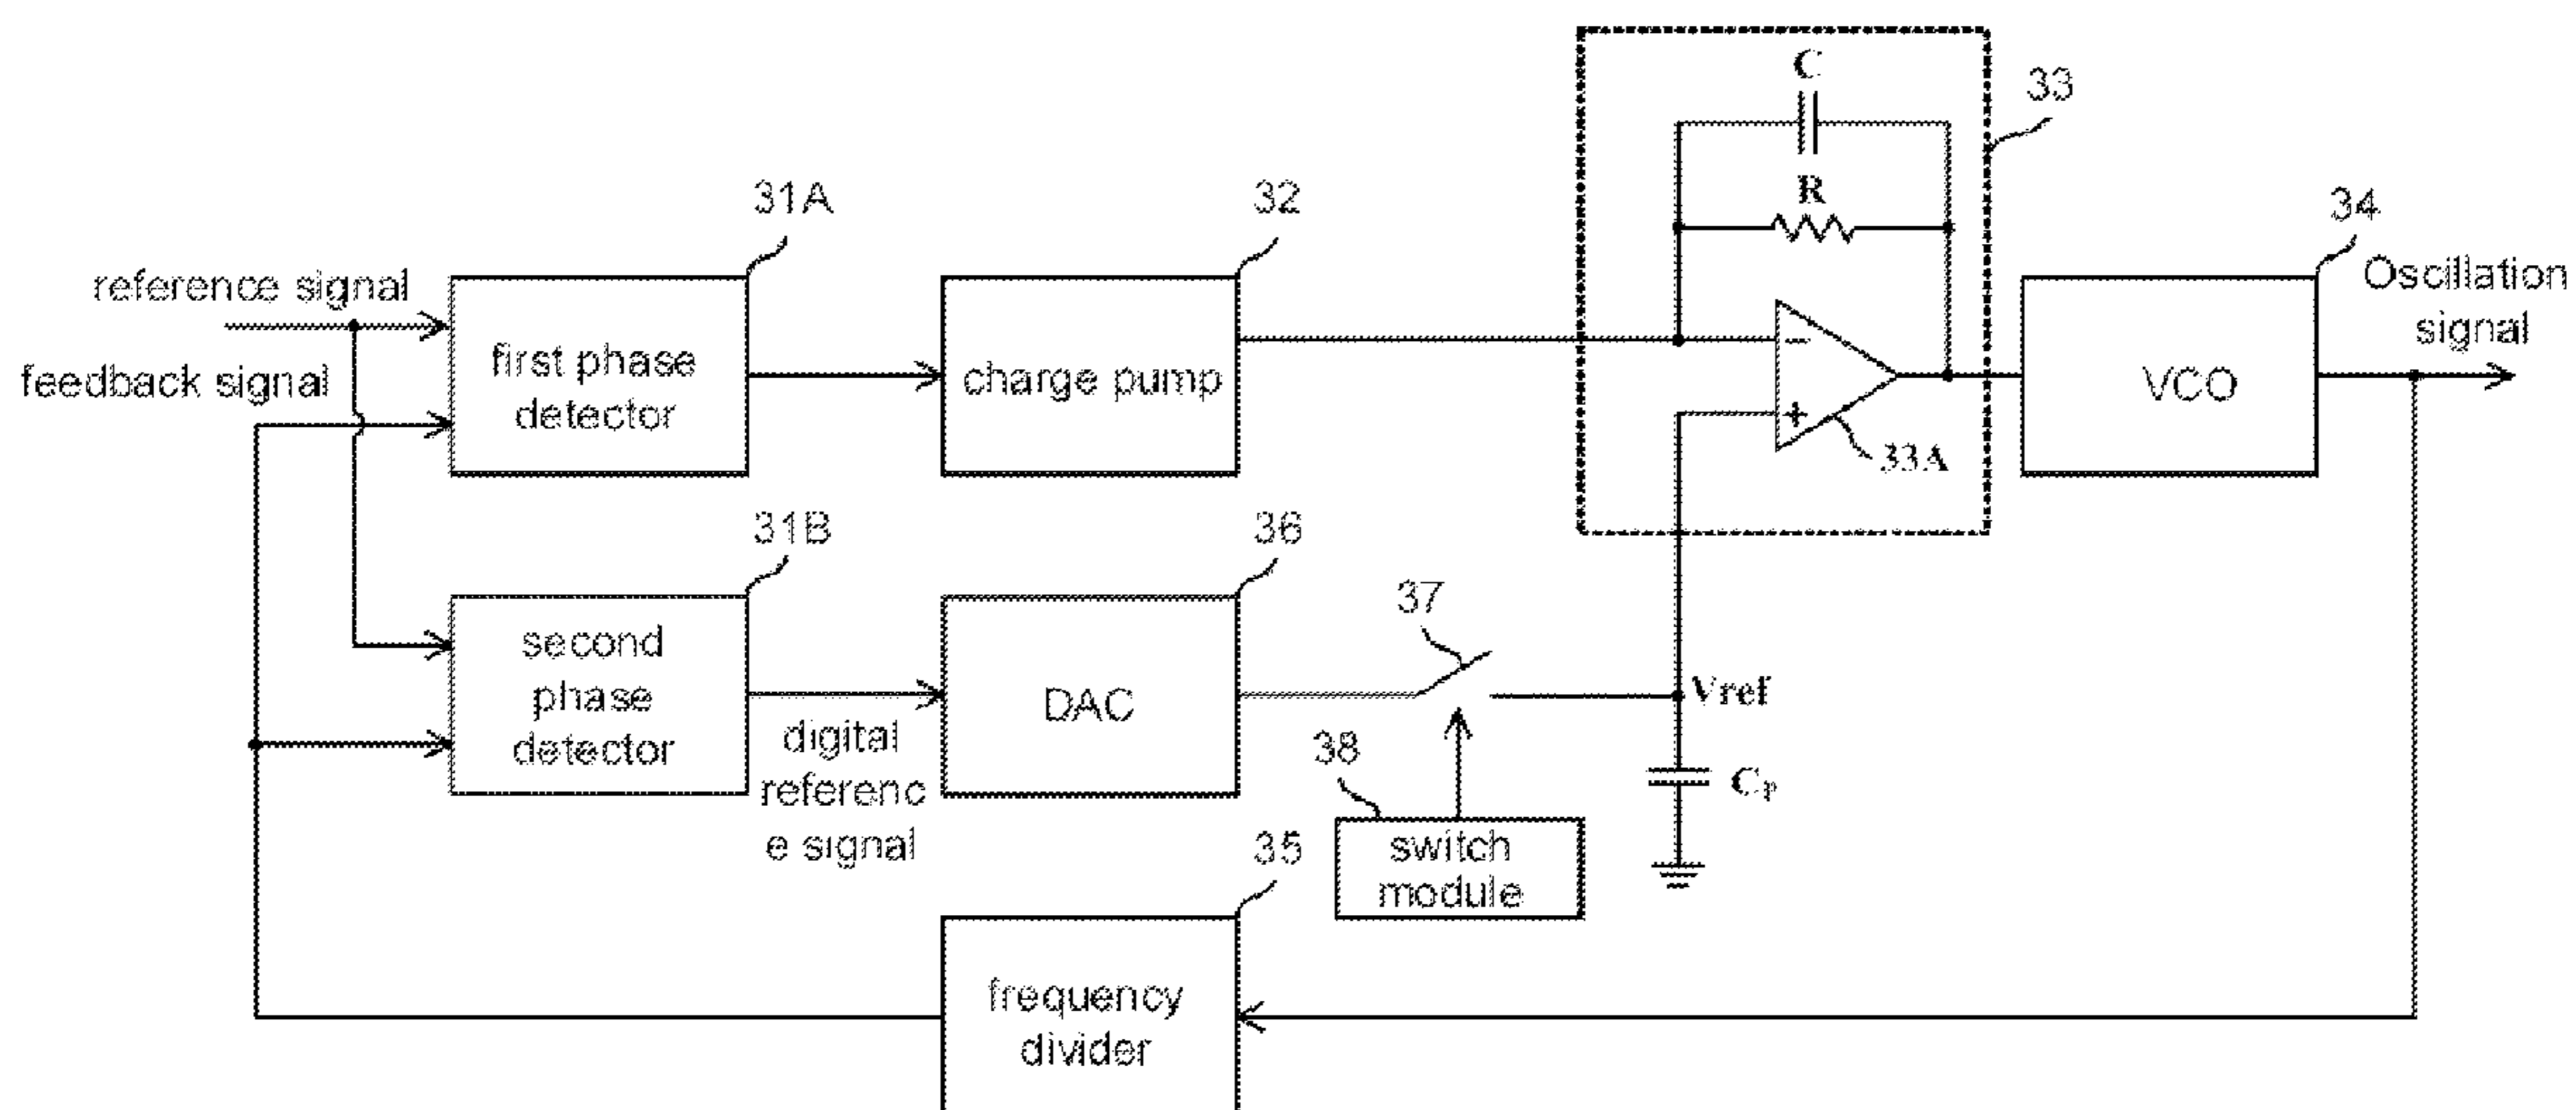 C
33
R
31A
32
34
reference signal
Oscillation
signal
first phase
detector
charge pump
−
VCO
feedback signal
+
33A
31B
36
37
second
phase
detector
DAC
Vref
digital
referenc
e signal
38
Cp
switch
module
35
frequency
divider